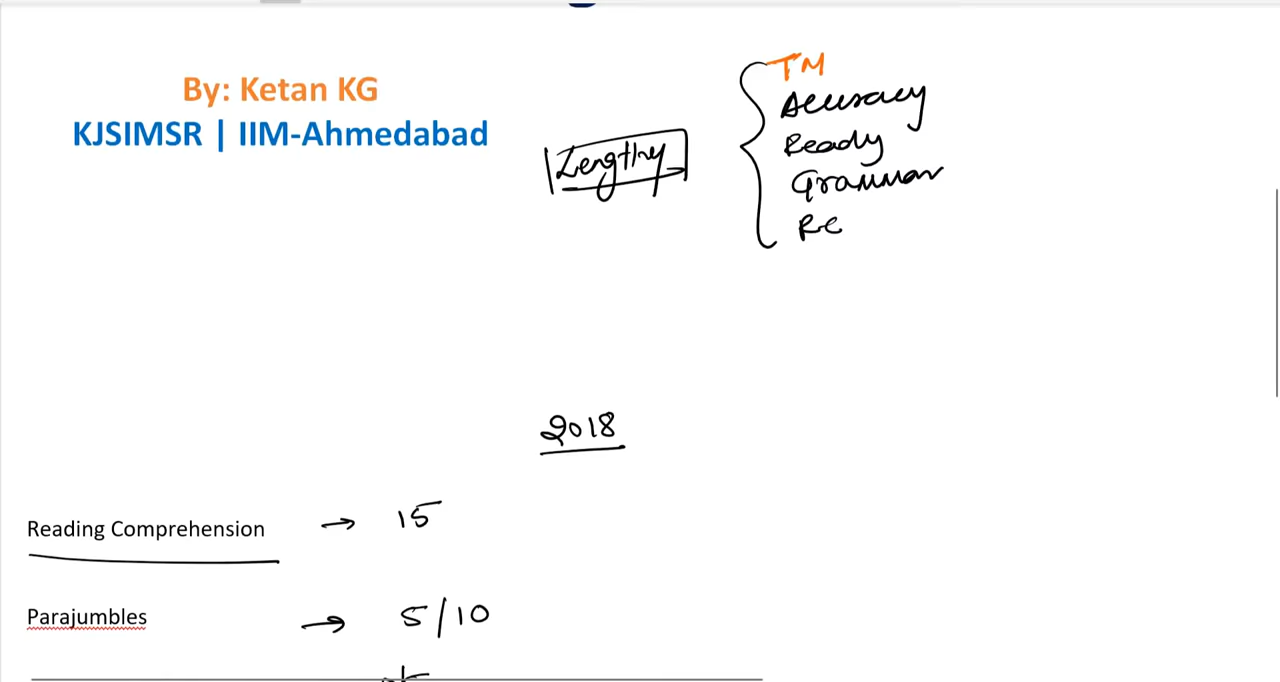 By: Ketan KG
KJSIMSR | IIM-Ahmedabad
Lengthy
TM
Accuracy
Ready
Grammar
RC
2018
Reading Comprehension → 15
Parajumbles → 5/10